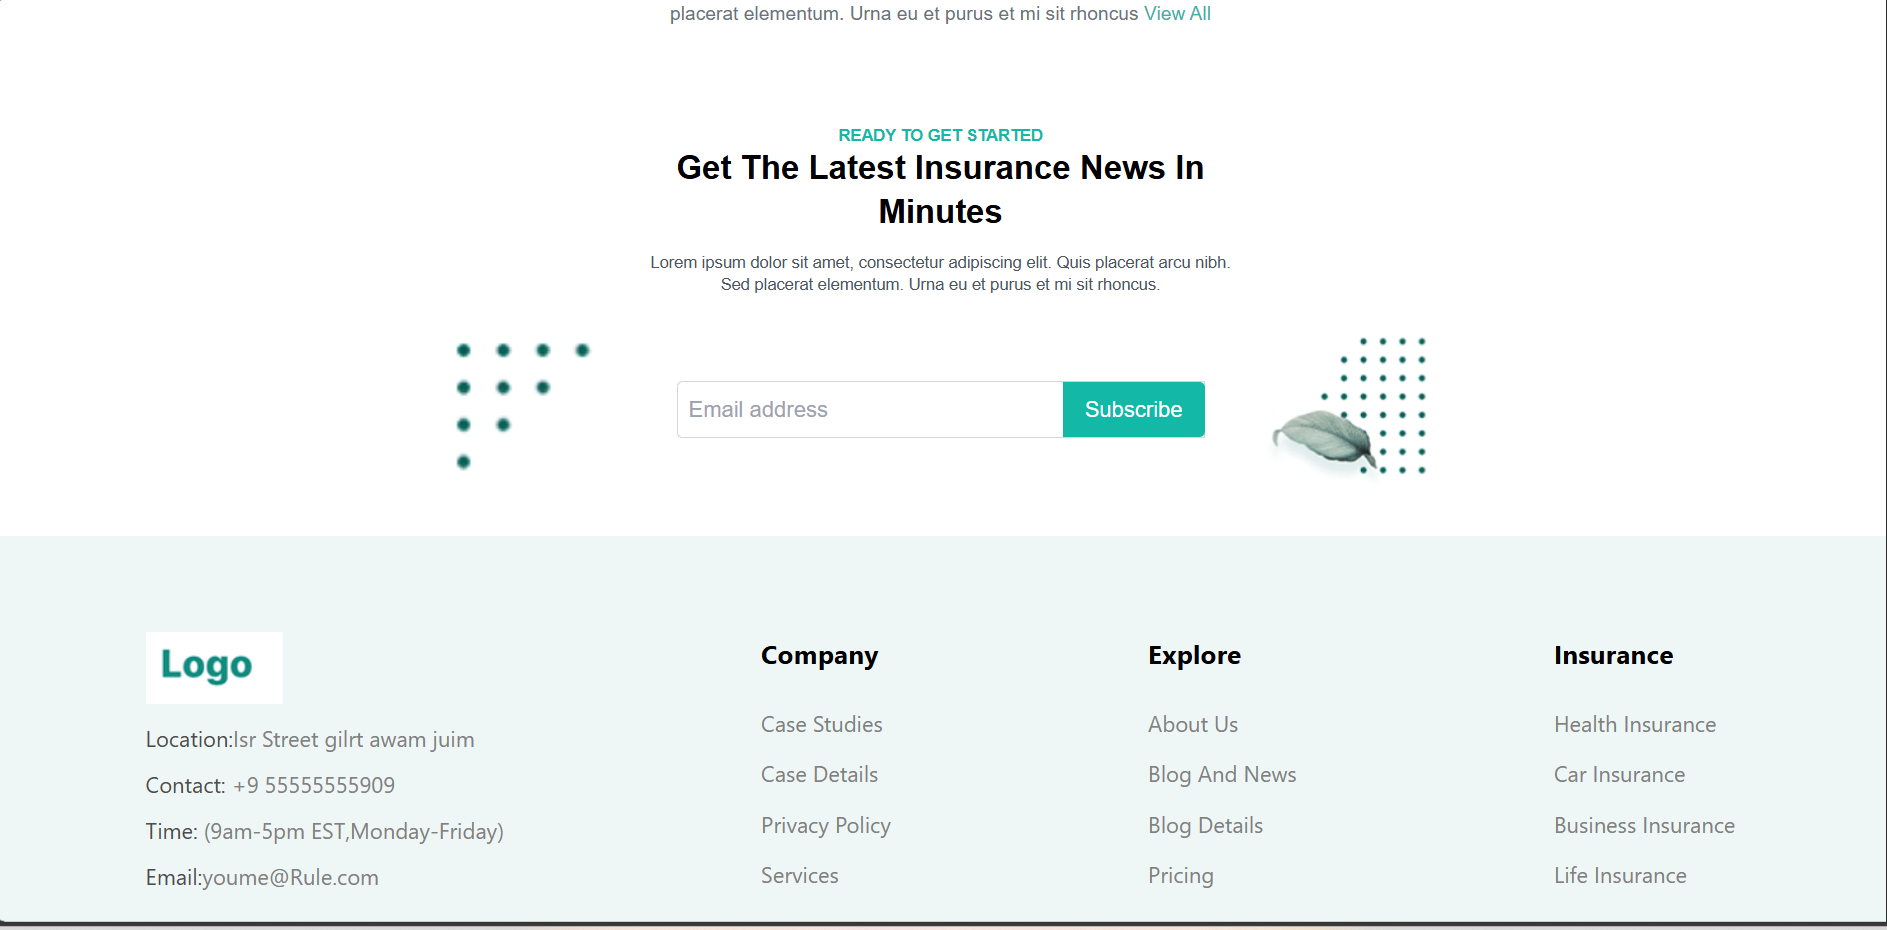 placerat elementum. Urna eu et purus et mi sit rhoncus View All
READY TO GET STARTED
Get The Latest Insurance News In
Minutes
Lorem ipsum dolor sit amet, consectetur adipiscing elit. Quis placerat arcu nibh.
Sed placerat elementum. Urna eu et purus et mi sit rhoncus.
Email address
Subscribe
Logo
Location:Isr Street gilrt awam juim
Contact: +9 55555555909
Time: (9am-5pm EST,Monday-Friday)
Email:youme@Rule.com
Company
Case Studies
Case Details
Privacy Policy
Services
Explore
About Us
Blog And News
Blog Details
Pricing
Insurance
Health Insurance
Car Insurance
Business Insurance
Life Insurance